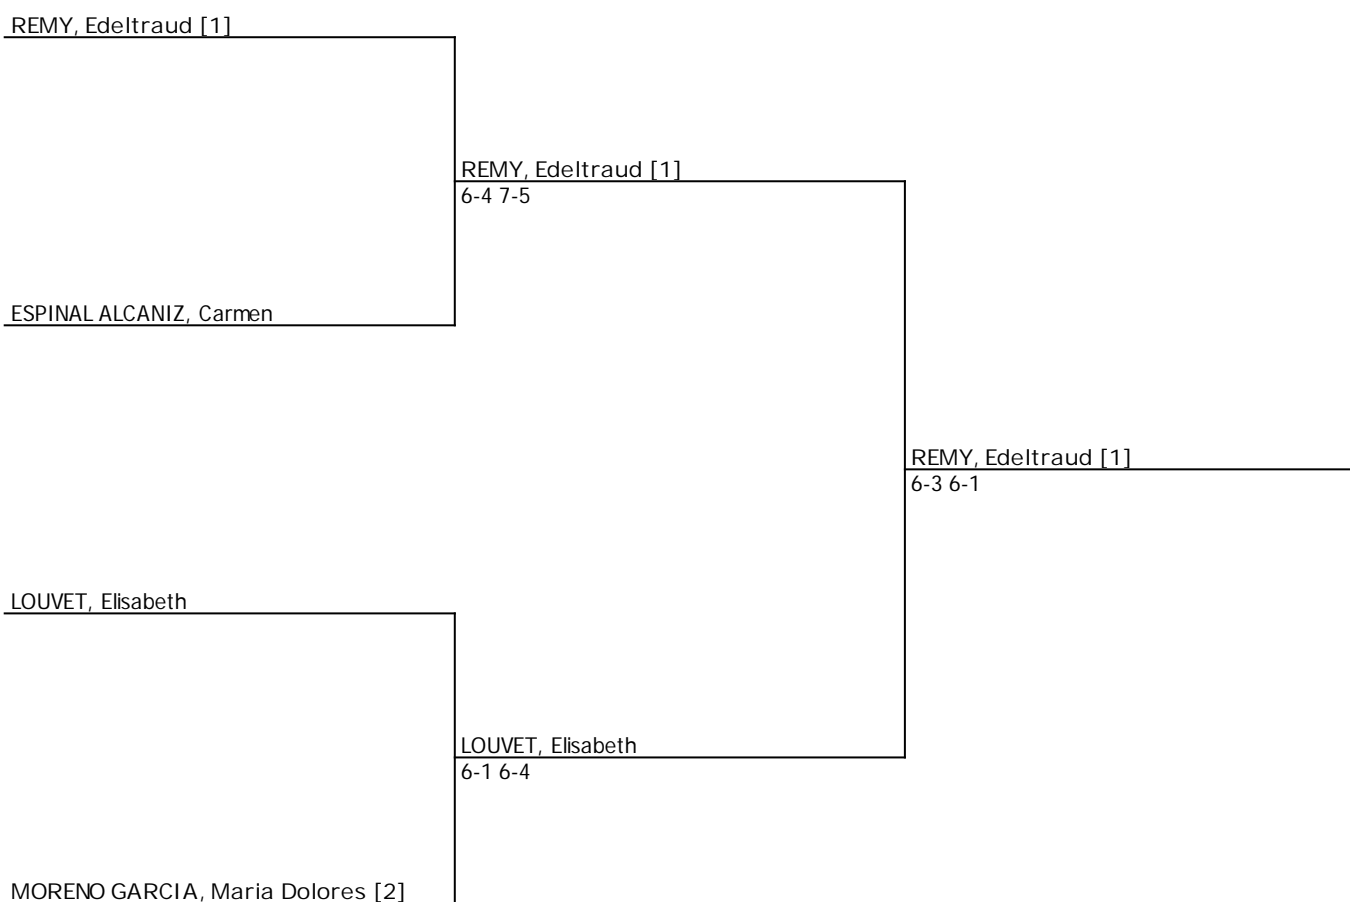 REMY, Edeltraud [1]
REMY, Edeltraud [1]
6-4 7-5
ESPINAL ALCANIZ, Carmen
REMY, Edeltraud [1]
6-3 6-1
LOUVET, Elisabeth
LOUVET, Elisabeth
6-1 6-4
MORENO GARCIA, Maria Dolores [2]